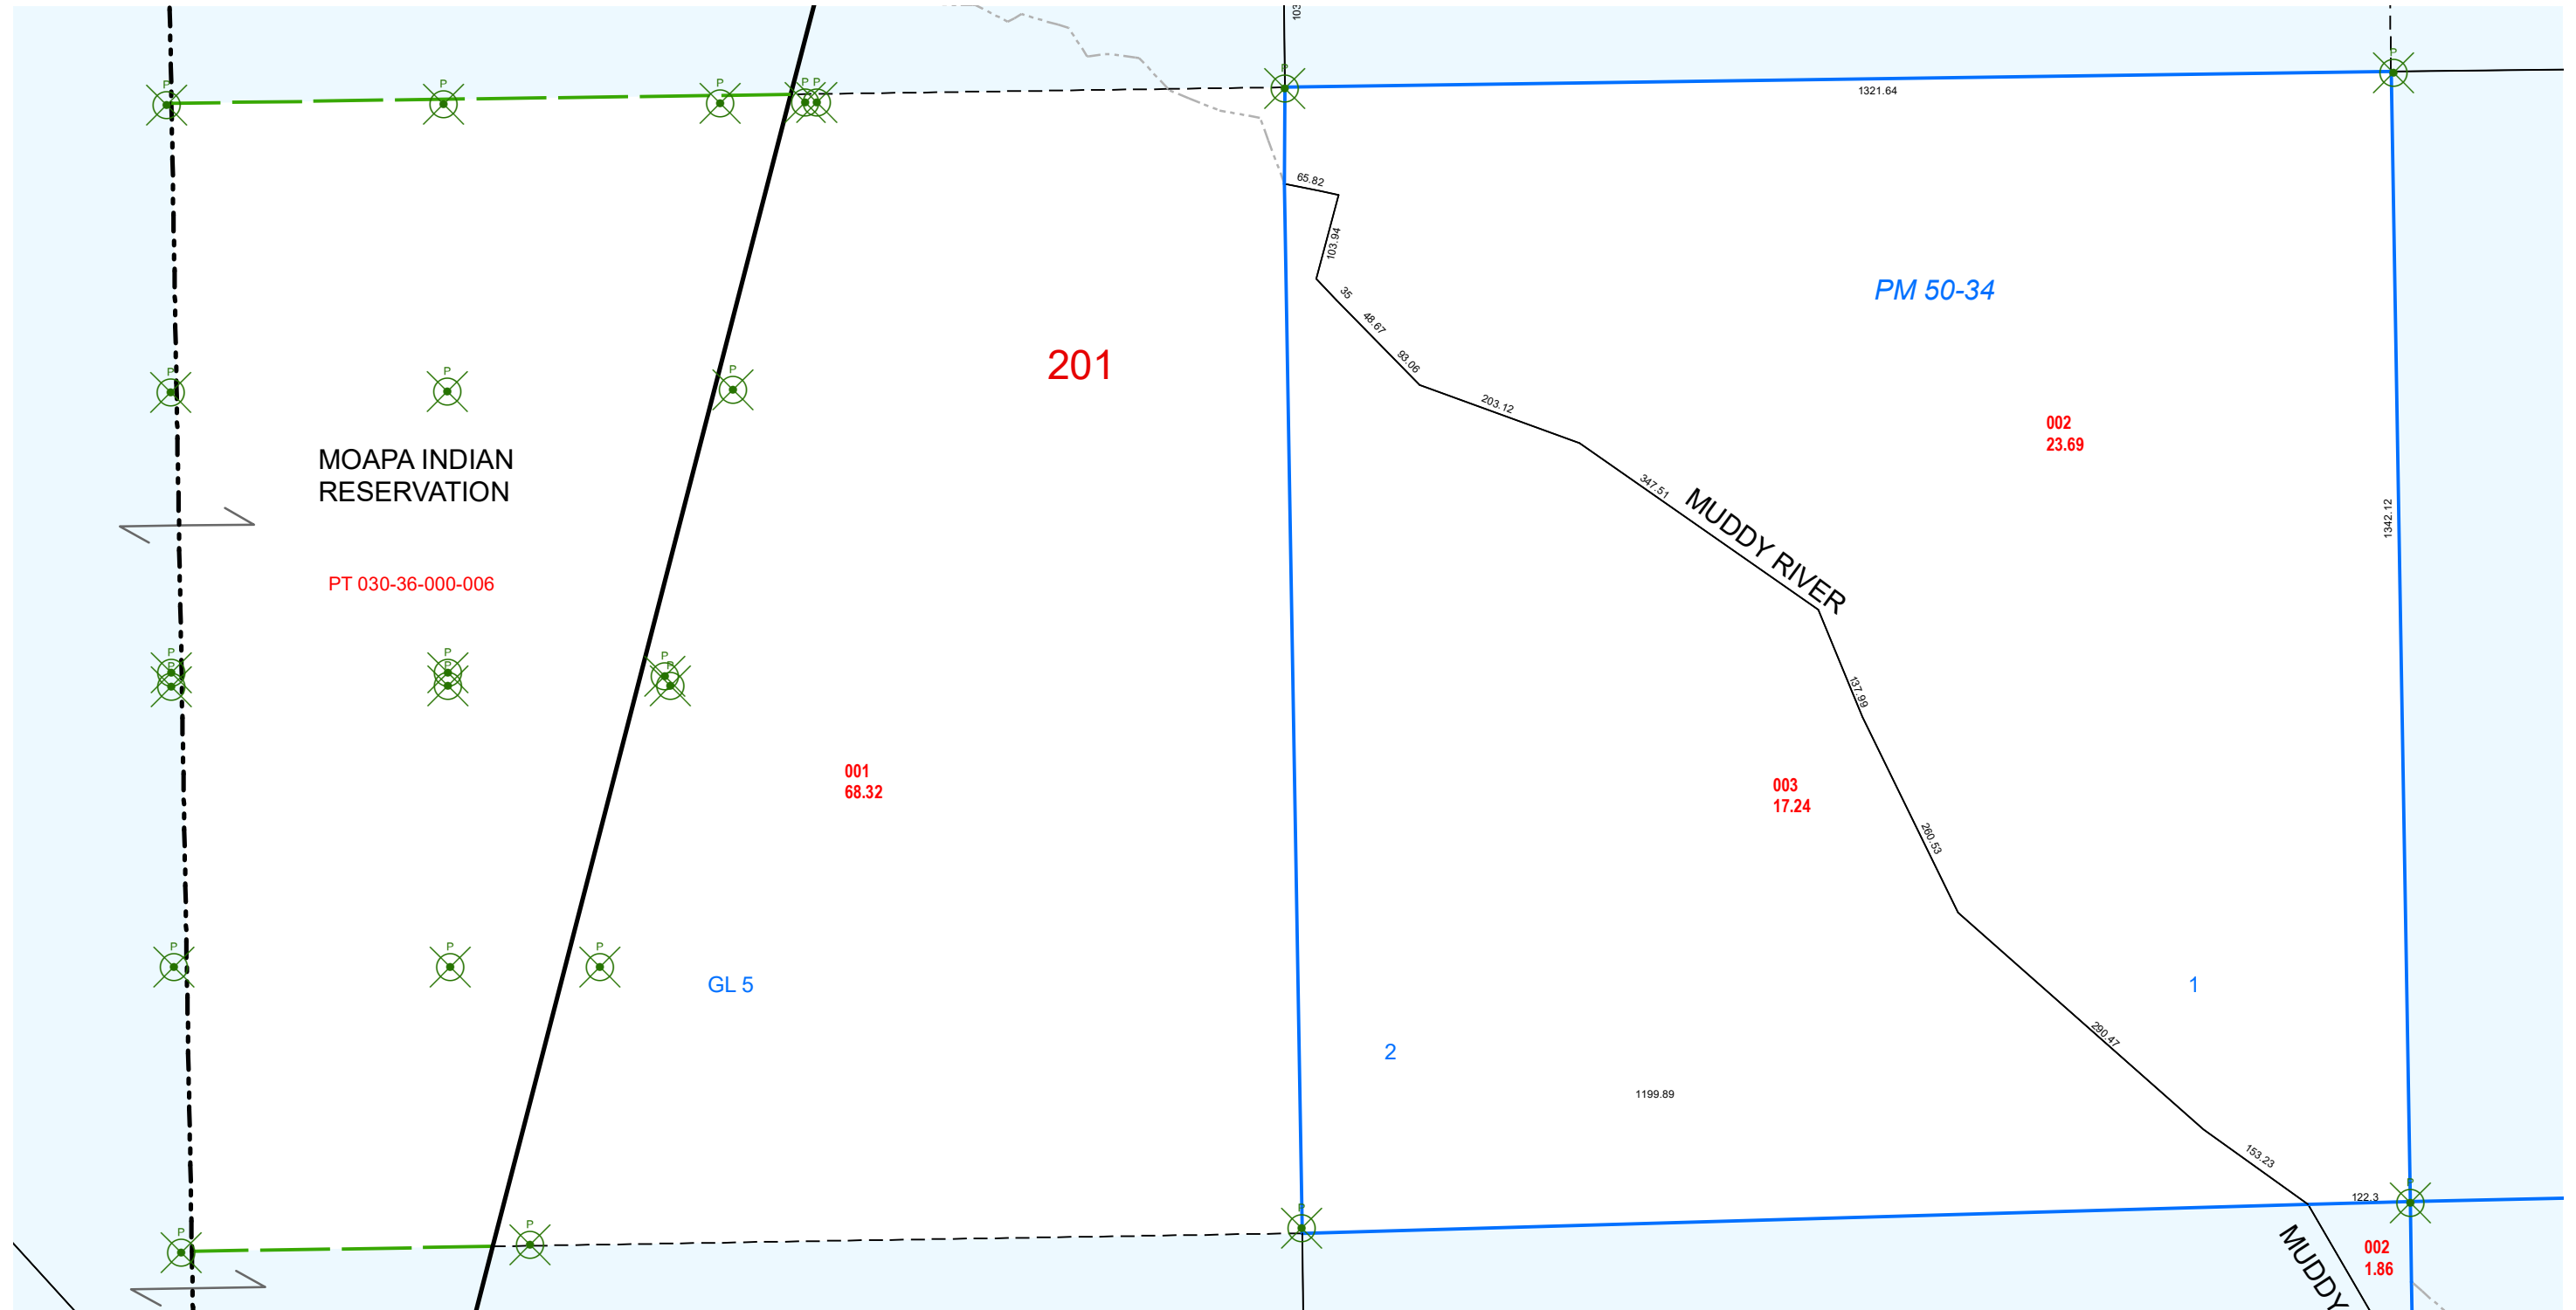 103
P
P
P
P P
P
P
1321.64
65.82
103.94
35
48.67
93.06
203.12
347.51
MUDDY RIVER
137.99
260.53
290.47
153.23
122.3
1342.12
PM 50-34
201
002
23.69
P
P
P
MOAPA INDIAN
RESERVATION
PT 030-36-000-006
P
P
P
P
P
P
001
68.32
003
17.24
P
P
P
GL 5
1
2
1199.89
P
P
P
P
002
1.86
MUDDY